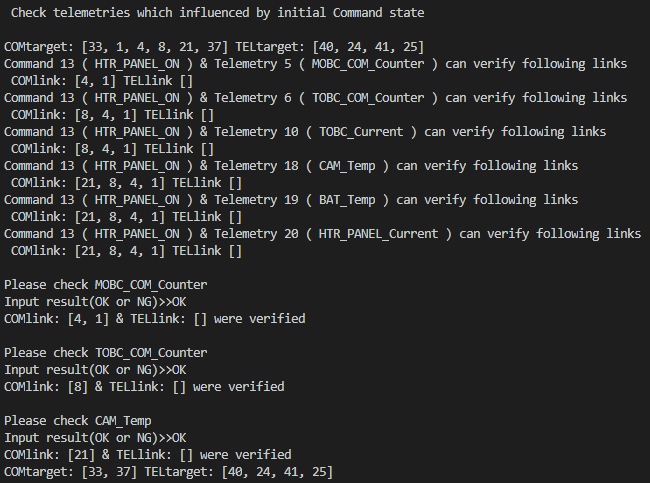 Check telemetries which influenced by initial Command state
COMtarget: [33, 1, 4, 8, 21, 37] TELtarget: [40, 24, 41, 25]
Command 13 ( HTR_PANEL_ON ) & Telemetry 5 ( MOBC_COM_Counter ) can verify following links
COMlink: [4, 1] TELlink []
Command 13 ( HTR_PANEL_ON ) & Telemetry 6 ( TOBC_COM_Counter ) can verify following links
COMlink: [8, 4, 1] TELlink []
Command 13 ( HTR_PANEL_ON ) & Telemetry 10 ( TOBC_Current ) can verify following links
COMlink: [8, 4, 1] TELlink []
Command 13 ( HTR_PANEL_ON ) & Telemetry 18 ( CAM_Temp ) can verify following links
COMlink: [21, 8, 4, 1] TELlink []
Command 13 ( HTR_PANEL_ON ) & Telemetry 19 ( BAT_Temp ) can verify following links
COMlink: [21, 8, 4, 1] TELlink []
Command 13 ( HTR_PANEL_ON ) & Telemetry 20 ( HTR_PANEL_Current ) can verify following links
COMlink: [21, 8, 4, 1] TELlink []
Please check MOBC_COM_Counter
Input result(OK or NG)>>OK
COMlink: [4, 1] & TELlink: [] were verified
Please check TOBC_COM_Counter
Input result(OK or NG)>>OK
COMlink: [8] & TELlink: [] were verified
Please check CAM_Temp
Input result(OK or NG)>>OK
COMlink: [21] & TELlink: [] were verified
COMtarget: [33, 37] TELtarget: [40, 24, 41, 25]